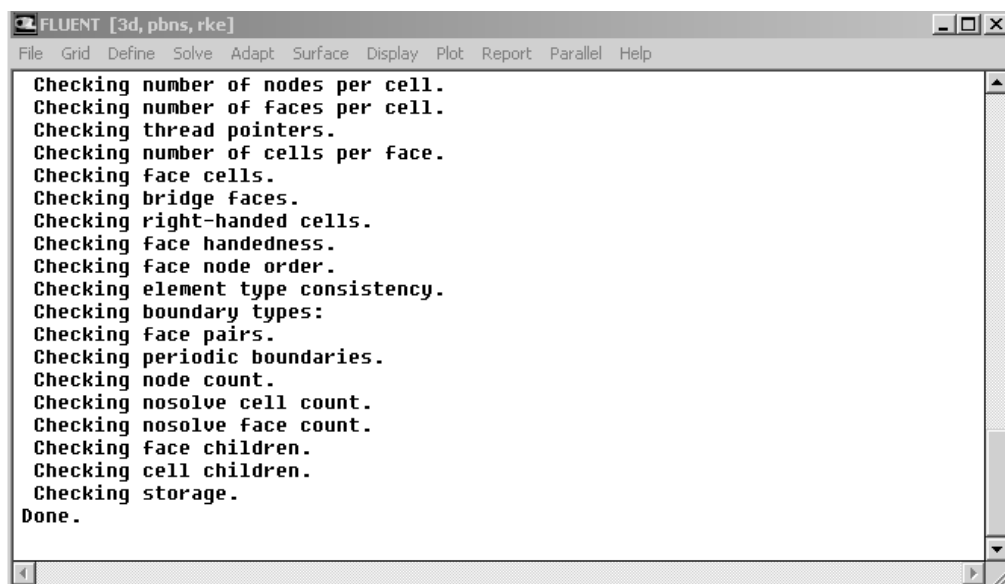 FLUENT [3d, pbns, rke]
File Grid Define Solve Adapt Surface Display Plot Report Parallel Help
Checking number of nodes per cell.
Checking number of faces per cell.
Checking thread pointers.
Checking number of cells per face.
Checking face cells.
Checking bridge faces.
Checking right-handed cells.
Checking face handedness.
Checking face node order.
Checking element type consistency.
Checking boundary types:
Checking face pairs.
Checking periodic boundaries.
Checking node count.
Checking nosolve cell count.
Checking nosolve face count.
Checking face children.
Checking cell children.
Checking storage.
Done.